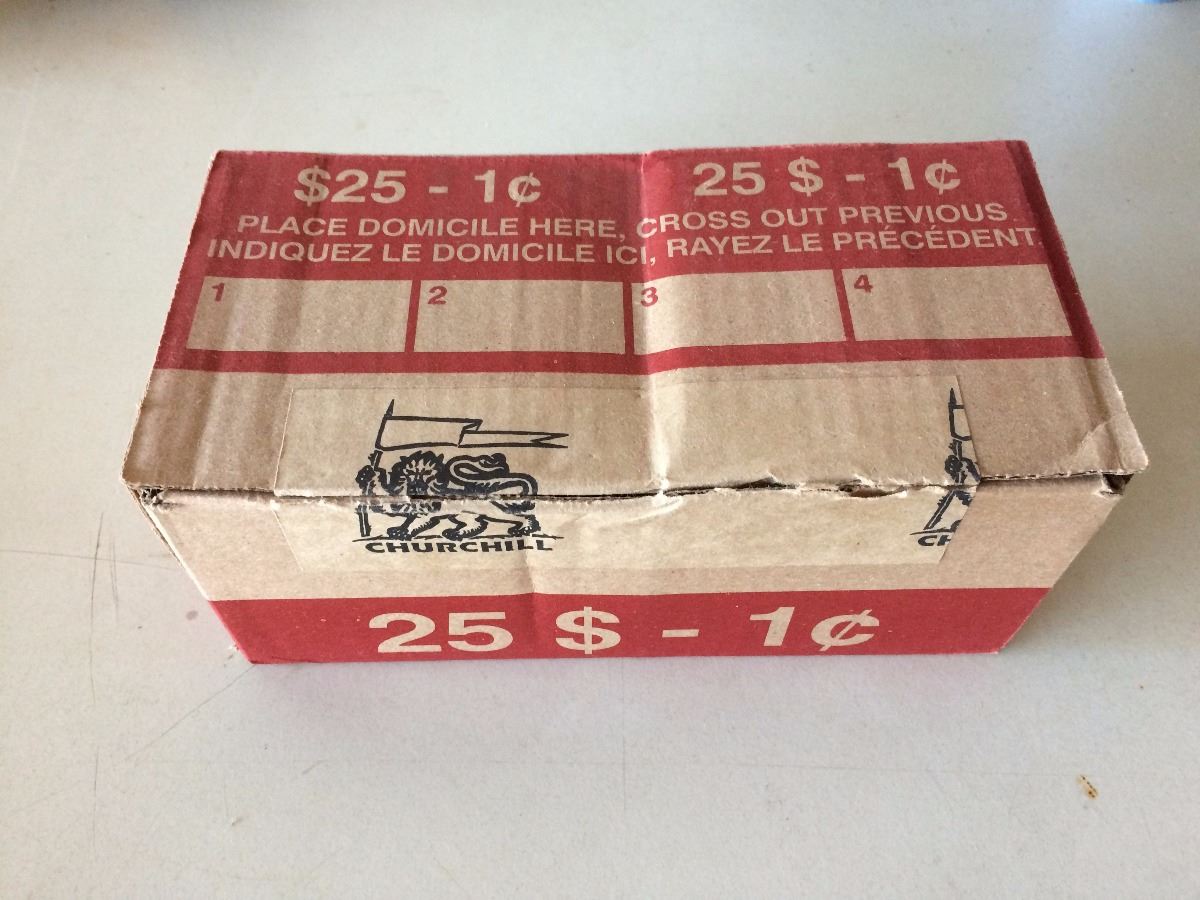 $25 - 1¢ 25 $ - 1¢
PLACE DOMICILE HERE, CROSS OUT PREVIOUS
INDIQUEZ LE DOMICILE ICI, RAYEZ LE PRÉCÉDENT
1 2 3 4
CHURCHILL CH
25 $ - 1¢